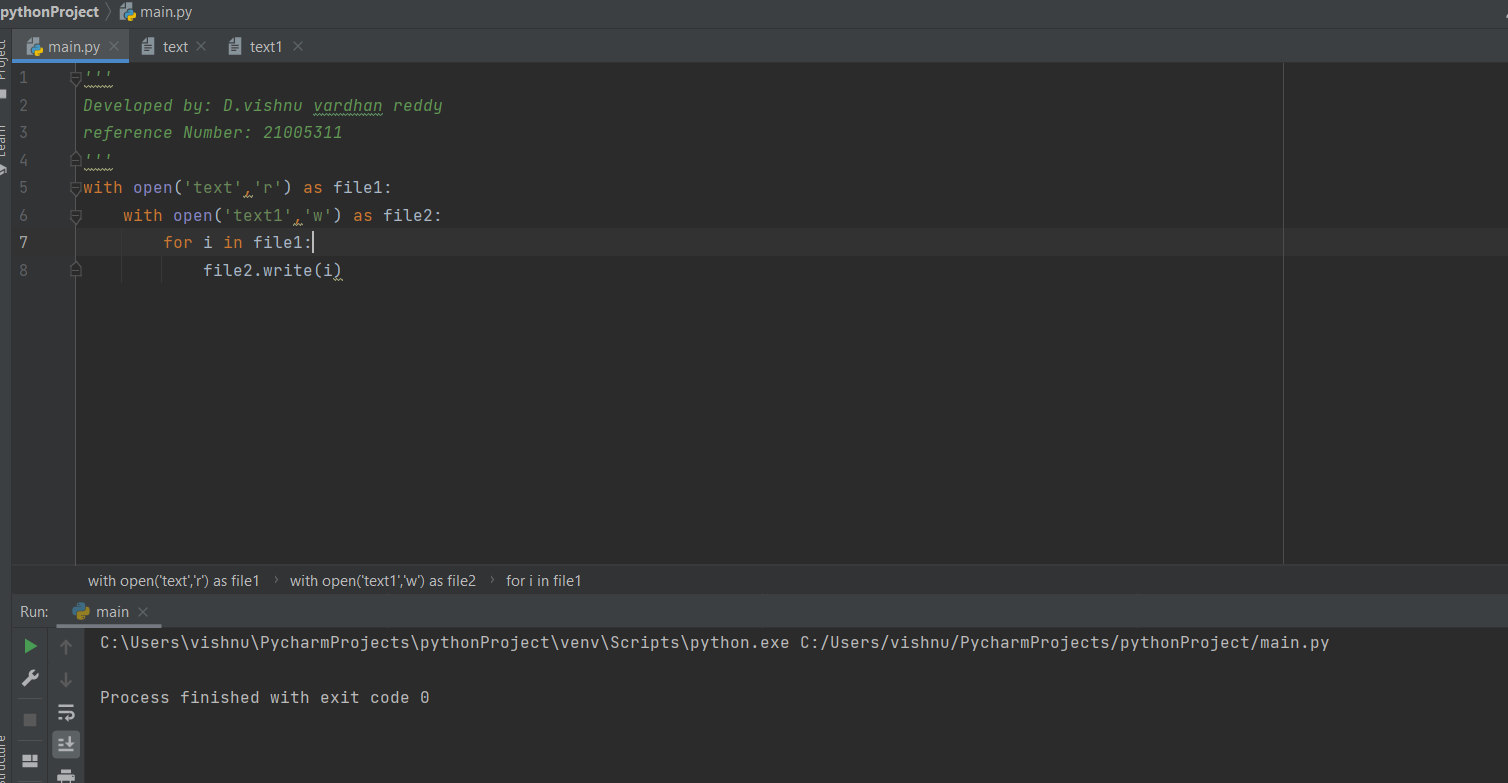 pythonProject main.py
Project
main.py text text1
1 '''
2 Developed by: D.vishnu vardhan reddy
3 reference Number: 21005311
4 '''
5 with open('text','r') as file1:
6     with open('text1','w') as file2:
7         for i in file1:
8             file2.write(i)
Learn
with open('text','r') as file1 › with open('text1','w') as file2 › for i in file1
Run: main
C:\Users\vishnu\PycharmProjects\pythonProject\venv\Scripts\python.exe C:/Users/vishnu/PycharmProjects/pythonProject/main.py
Process finished with exit code 0
Structure